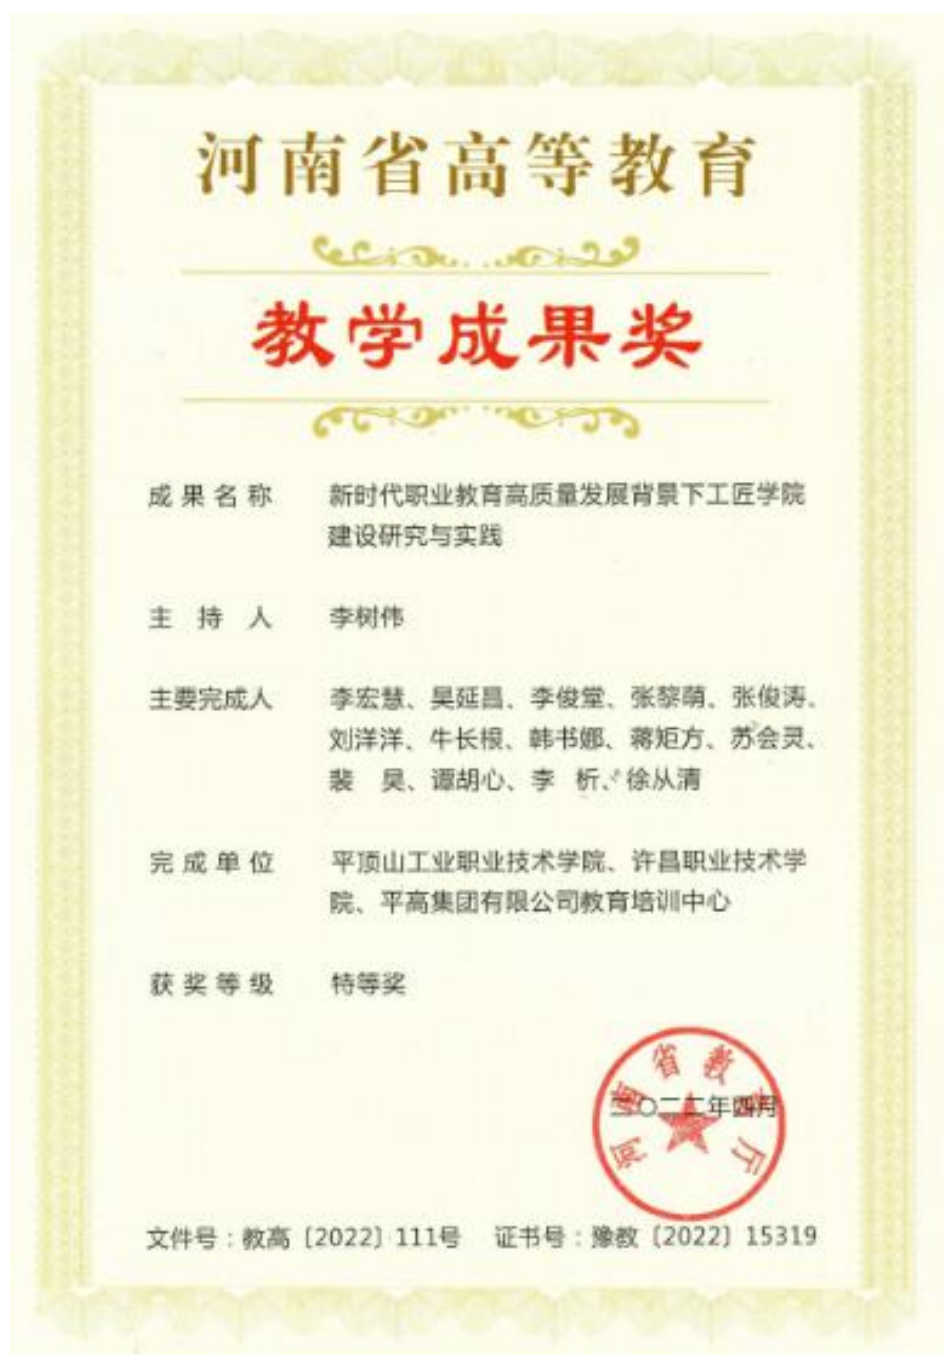 河南省高等教育
教学成果奖
成果名称 新时代职业教育高质量发展背景下工匠学院
建设研究与实践
主持人 李树伟
主要完成人 李宏慧、吴延昌、李俊堂、张黎萌、张俊涛、
刘洋洋、牛长根、韩书娜、蒋矩方、苏会灵、
裴 昊、谭胡心、李 析、徐从清
完成单位 平顶山工业职业技术学院、许昌职业技术学
院、平高集团有限公司教育培训中心
获奖等级 特等奖
河南省教育厅
二〇二二年四月
文件号：教高〔2022〕111号 证书号：豫教〔2022〕15319